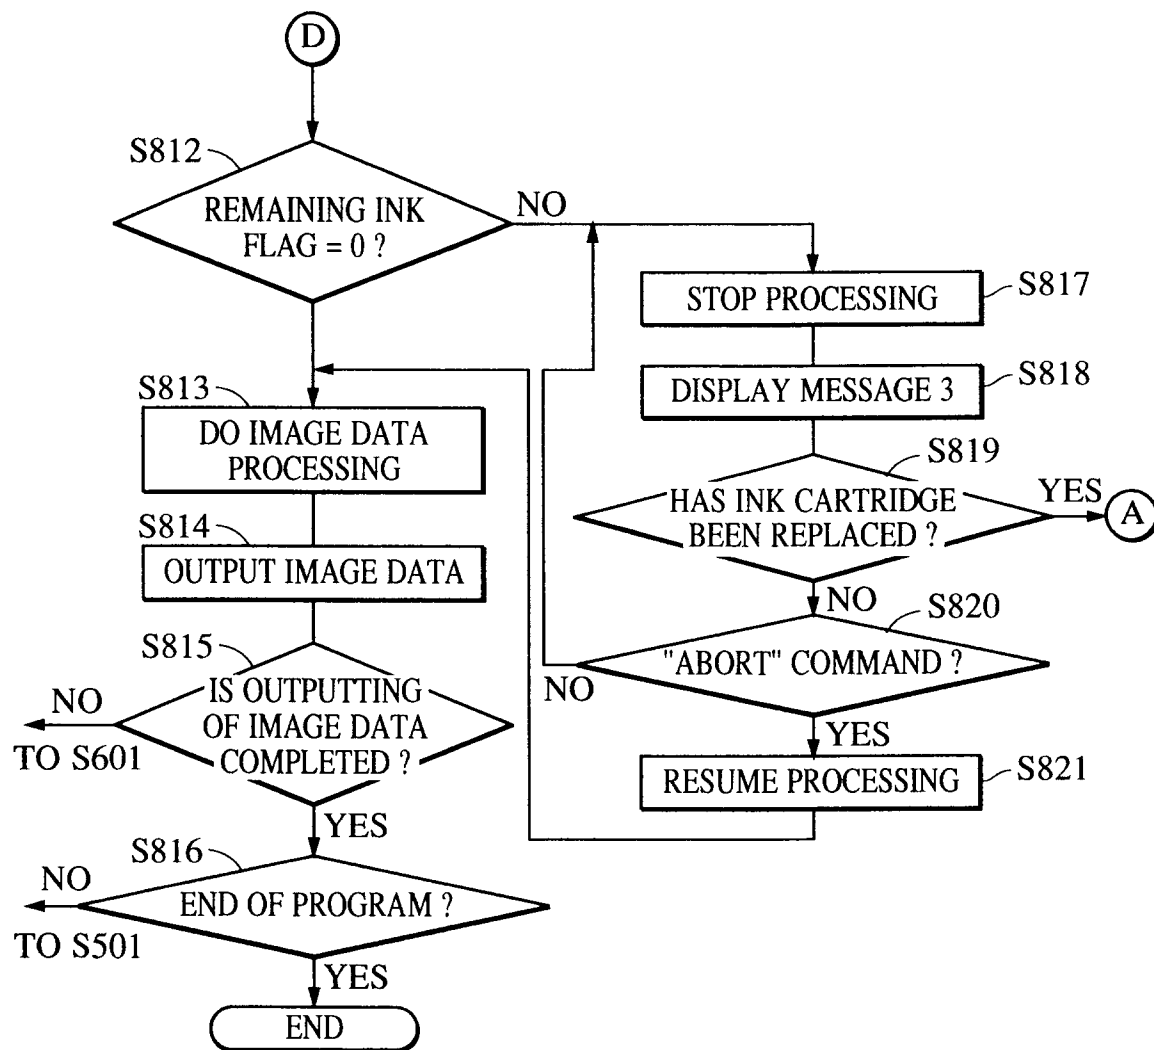 D
S812
REMAINING INK
FLAG = 0 ?
NO
S817
STOP PROCESSING
S818
DISPLAY MESSAGE 3
S813
DO IMAGE DATA
PROCESSING
S819
HAS INK CARTRIDGE
BEEN REPLACED ?
YES
A
S814
OUTPUT IMAGE DATA
NO
S820
"ABORT" COMMAND ?
NO
S815
IS OUTPUTTING
OF IMAGE DATA
COMPLETED ?
NO
TO S601
YES
S821
RESUME PROCESSING
YES
S816
END OF PROGRAM ?
NO
TO S501
YES
END